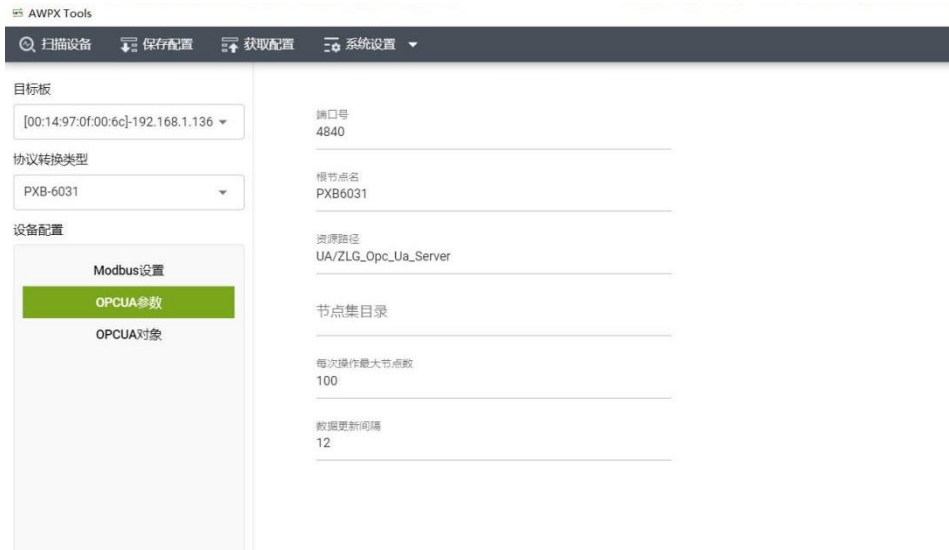 AWPX Tools
扫描设备 保存配置 获取配置 系统设置
目标板
[00:14:97:0f:00:6c]-192.168.1.136
协议转换类型
PXB-6031
设备配置
Modbus设置
OPCUA参数
OPCUA对象
端口号
4840
根节点名
PXB6031
资源路径
UA/ZLG_Opc_Ua_Server
节点集目录
每次操作最大节点数
100
数据更新间隔
12